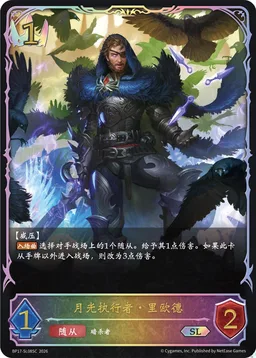 1
【威压】
入场曲 选择对手战场上的1个随从。给予其1点伤害。如果此卡
从手牌以外进入战场，则改为3点伤害。
月光执行者·里欧德
1
随从 暗杀者
SL
2
© Cygames, Inc. Published by NetEase Games